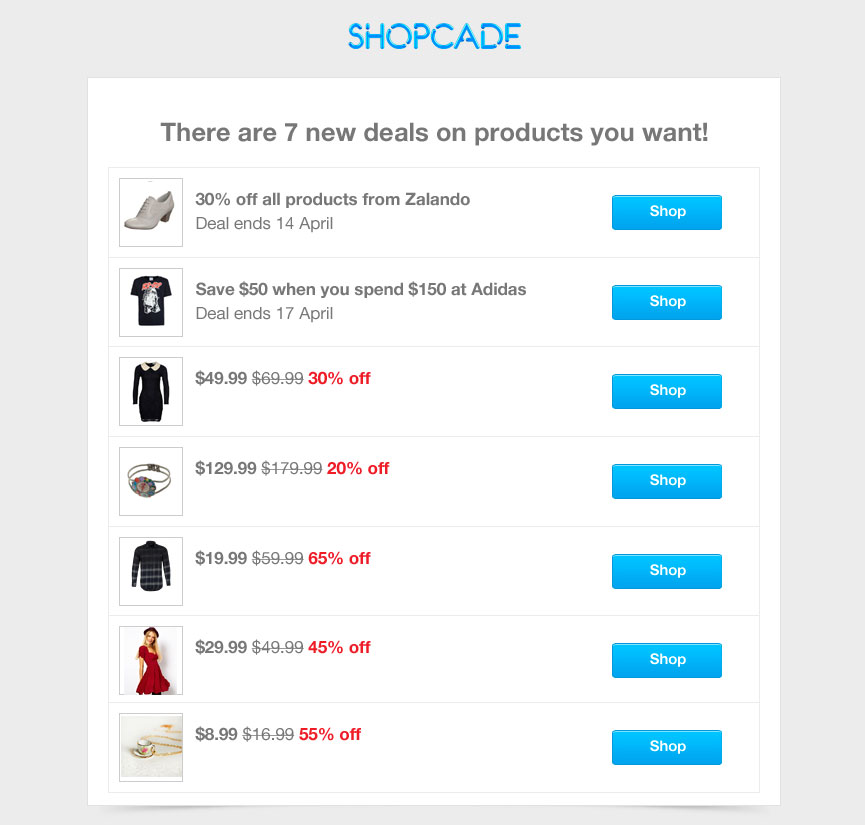 SHOPCADE
There are 7 new deals on products you want!
30% off all products from Zalando
Deal ends 14 April
Shop
Save $50 when you spend $150 at Adidas
Deal ends 17 April
Shop
$49.99 $69.99 30% off
Shop
$129.99 $179.99 20% off
Shop
$19.99 $59.99 65% off
Shop
$29.99 $49.99 45% off
Shop
$8.99 $16.99 55% off
Shop